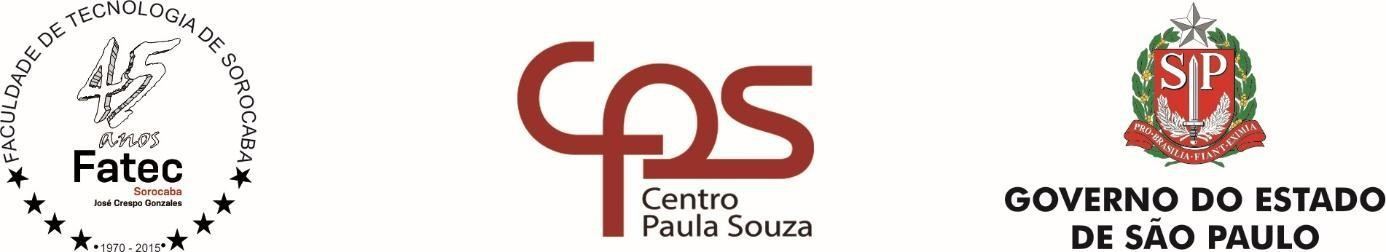 FACULDADE DE TECNOLOGIA DE SOROCABA
45
anos
Fatec
Sorocaba
José Crespo Gonzales
1970 - 2015
cps
Centro
Paula Souza
SP
PRO·BRASILIA·FIANT·EXIMIA
GOVERNO DO ESTADO
DE SÃO PAULO